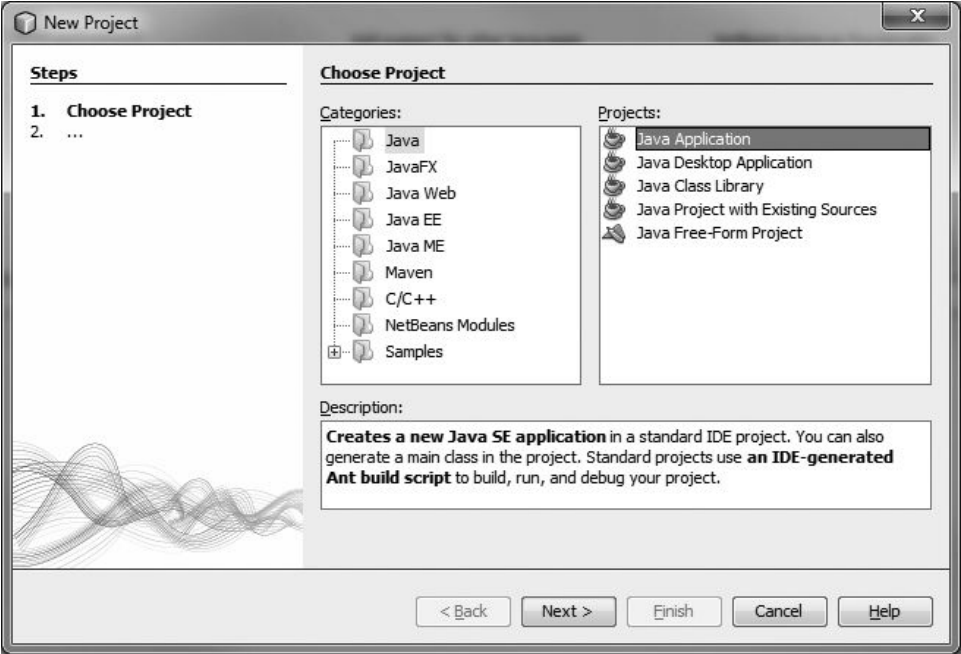 New Project
Steps
1. Choose Project
2. ...
Choose Project
Categories:
Java
JavaFX
Java Web
Java EE
Java ME
Maven
C/C++
NetBeans Modules
Samples
Projects:
Java Application
Java Desktop Application
Java Class Library
Java Project with Existing Sources
Java Free-Form Project
Description:
Creates a new Java SE application in a standard IDE project. You can also
generate a main class in the project. Standard projects use an IDE-generated
Ant build script to build, run, and debug your project.
< Back
Next >
Finish
Cancel
Help